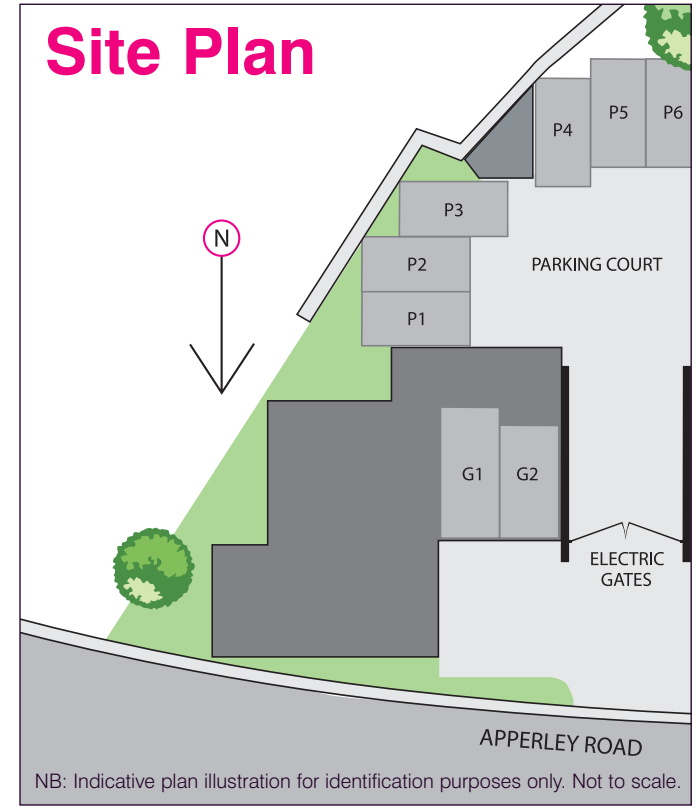 Site Plan
P5
P6
P4
P3
N
P2
PARKING COURT
P1
G1
G2
ELECTRIC
GATES
APPERLEY ROAD
NB: Indicative plan illustration for identification purposes only. Not to scale.